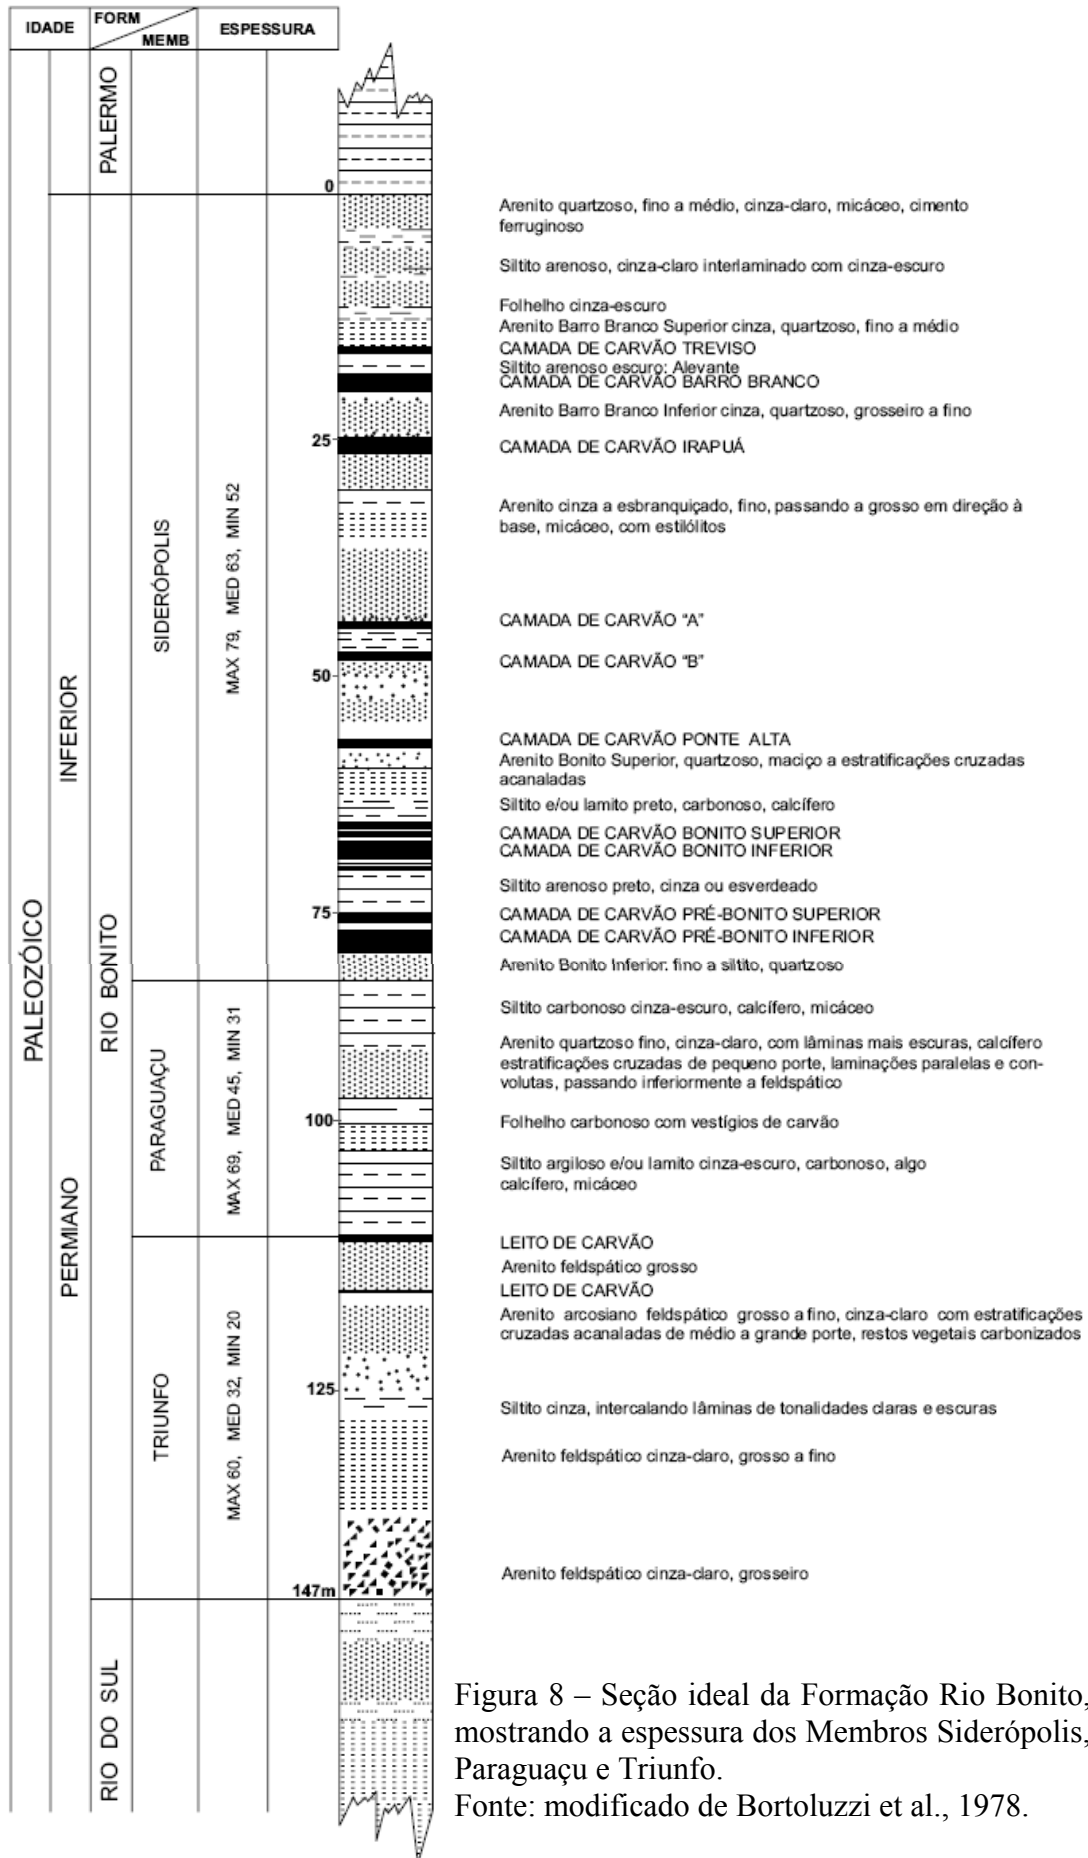 IDADE
FORM
MEMB
ESPESSURA
PALEOZÓICO
INFERIOR
PERMIANO
PALERMO
RIO BONITO
RIO DO SUL
SIDERÓPOLIS
PARAGUAÇU
TRIUNFO
MAX 79, MED 63, MIN 52
MAX 69, MED 45, MIN 31
MAX 60, MED 32, MIN 20
0
25
50
75
100
125
147m
Arenito quartzoso, fino a médio, cinza-claro, micáceo, cimento
ferruginoso
Siltito arenoso, cinza-claro interlaminado com cinza-escuro
Folhelho cinza-escuro
Arenito Barro Branco Superior cinza, quartzoso, fino a médio
CAMADA DE CARVÃO TREVISO
Siltito arenoso escuro: Alevante
CAMADA DE CARVÃO BARRO BRANCO
Arenito Barro Branco Inferior cinza, quartzoso, grosseiro a fino
CAMADA DE CARVÃO IRAPUÁ
Arenito cinza a esbranquiçado, fino, passando a grosso em direção à
base, micáceo, com estilólitos
CAMADA DE CARVÃO “A”
CAMADA DE CARVÃO “B”
CAMADA DE CARVÃO PONTE ALTA
Arenito Bonito Superior, quartzoso, maciço a estratificações cruzadas
acanaladas
Siltito e/ou lamito preto, carbonoso, calcífero
CAMADA DE CARVÃO BONITO SUPERIOR
CAMADA DE CARVÃO BONITO INFERIOR
Siltito arenoso preto, cinza ou esverdeado
CAMADA DE CARVÃO PRÉ-BONITO SUPERIOR
CAMADA DE CARVÃO PRÉ-BONITO INFERIOR
Arenito Bonito Inferior: fino a siltito, quartzoso
Siltito carbonoso cinza-escuro, calcífero, micáceo
Arenito quartzoso fino, cinza-claro, com lâminas mais escuras, calcífero
estratificações cruzadas de pequeno porte, laminações paralelas e con-
volutas, passando inferiormente a feldspático
Folhelho carbonoso com vestígios de carvão
Siltito argiloso e/ou lamito cinza-escuro, carbonoso, algo
calcífero, micáceo
LEITO DE CARVÃO
Arenito feldspático grosso
LEITO DE CARVÃO
Arenito arcosiano feldspático grosso a fino, cinza-claro com estratificações
cruzadas acanaladas de médio a grande porte, restos vegetais carbonizados
Siltito cinza, intercalando lâminas de tonalidades claras e escuras
Arenito feldspático cinza-claro, grosso a fino
Arenito feldspático cinza-claro, grosseiro
Figura 8 – Seção ideal da Formação Rio Bonito,
mostrando a espessura dos Membros Siderópolis,
Paraguaçu e Triunfo.
Fonte: modificado de Bortoluzzi et al., 1978.